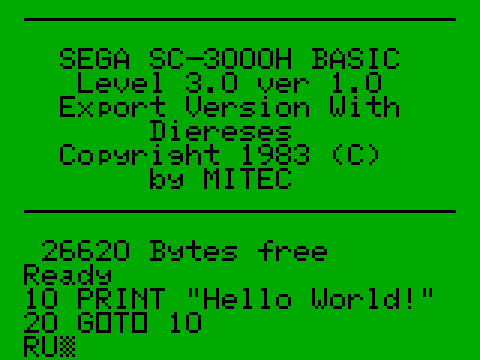 SEGA SC-3000H BASIC
Level 3.0 ver 1.0
Export Version With
Diereses
Copyright 1983 (C)
by MITEC
26620 Bytes free
Ready
10 PRINT "Hello World!"
20 GOTO 10
RU